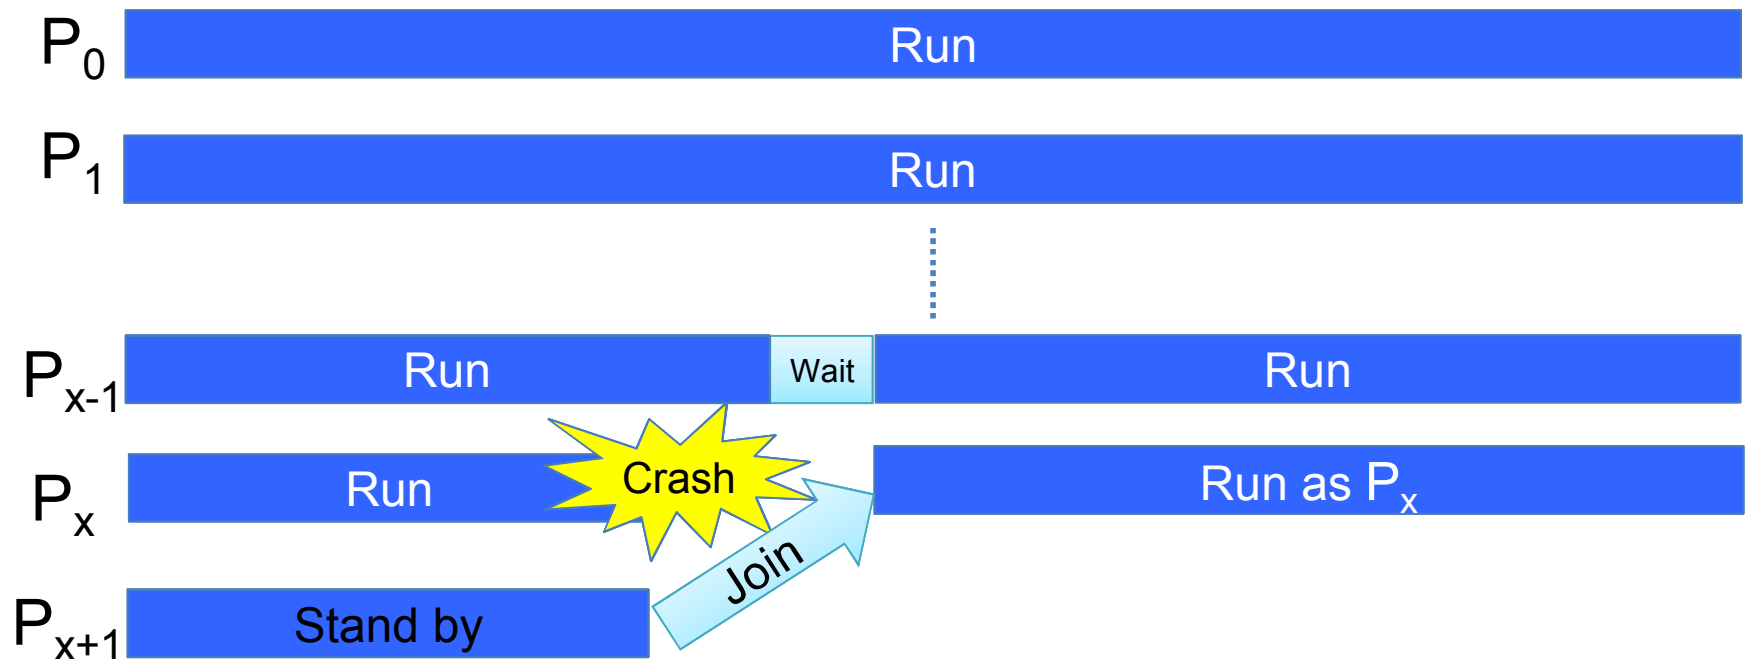 P0 Run
P1 Run
Px-1 Run Wait Run
Px Run Crash Run as Px
Join
Px+1 Stand by